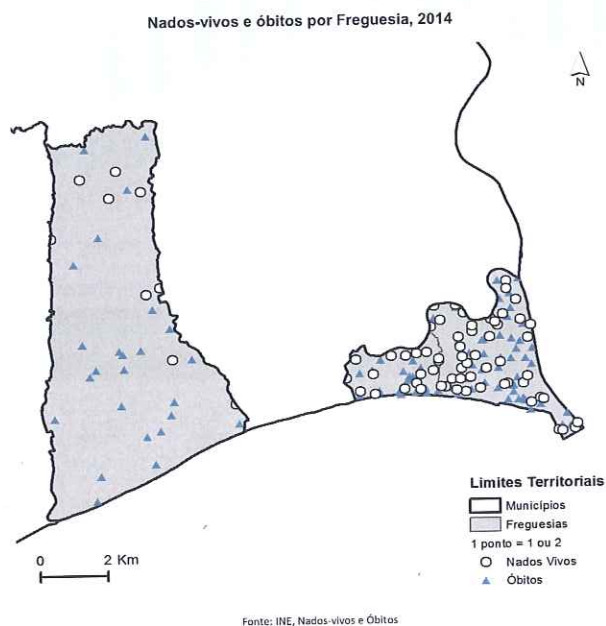 Nados-vivos e óbitos por Freguesia, 2014
N
Limites Territoriais
Municípios
Freguesias
1 ponto = 1 ou 2
Nados Vivos
Óbitos
0 2 Km
Fonte: INE, Nados-vivos e Óbitos